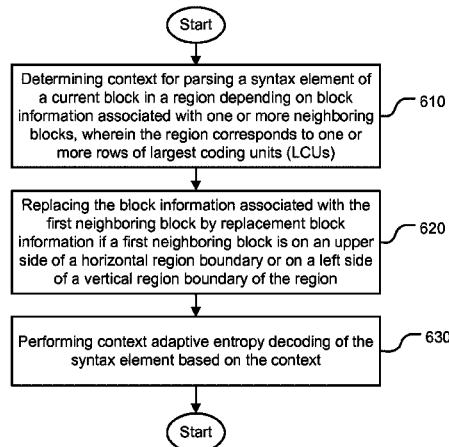 Start
Determining context for parsing a syntax element of
a current block in a region depending on block
information associated with one or more neighboring
blocks, wherein the region corresponds to one or
more rows of largest coding units (LCUs)
610
Replacing the block information associated with the
first neighboring block by replacement block
information if a first neighboring block is on an upper
side of a horizontal region boundary or on a left side
of a vertical region boundary of the region
620
Performing context adaptive entropy decoding of the
syntax element based on the context
630
Start